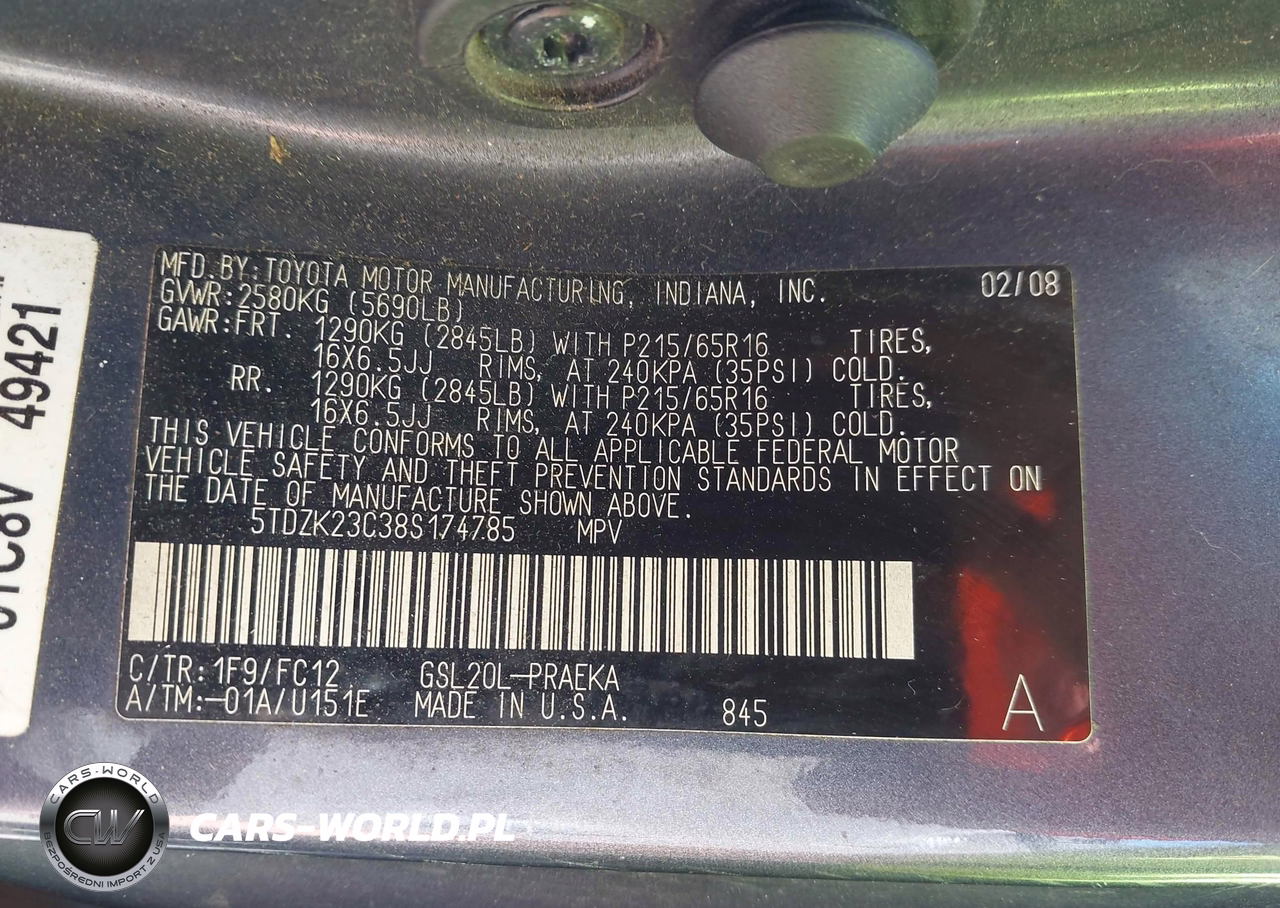 MFD. BY: TOYOTA MOTOR MANUFACTURING, INDIANA, INC. 02/08
GVWR: 2580KG (5690LB)
GAWR: FRT. 1290KG (2845LB) WITH P215/65R16 TIRES,
16X6.5JJ RIMS, AT 240KPA (35PSI) COLD.
RR. 1290KG (2845LB) WITH P215/65R16 TIRES,
16X6.5JJ RIMS, AT 240KPA (35PSI) COLD.
THIS VEHICLE CONFORMS TO ALL APPLICABLE FEDERAL MOTOR
VEHICLE SAFETY AND THEFT PREVENTION STANDARDS IN EFFECT ON
THE DATE OF MANUFACTURE SHOWN ABOVE.
5TDZK23C38S174785 MPV
C/TR: 1F9/FC12 GSL20L-PRAEKA
A/TM:-01A/U151E MADE IN U.S.A. 845
A
49421
CARS-WORLD
CW
BEZPOŚREDNI IMPORT Z USA
CARS-WORLD.PL